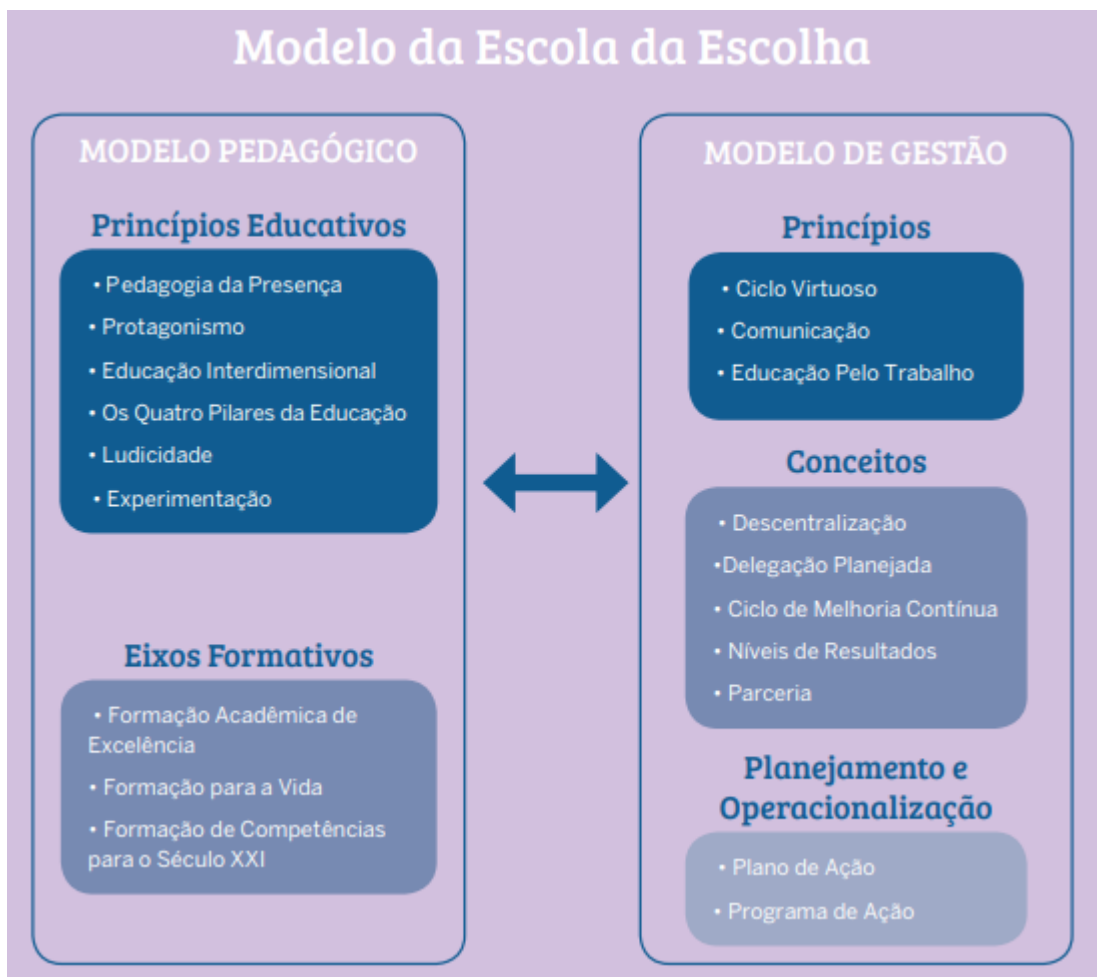 Modelo da Escola da Escolha
MODELO PEDAGÓGICO
Princípios Educativos
• Pedagogia da Presença
• Protagonismo
• Educação Interdimensional
• Os Quatro Pilares da Educação
• Ludicidade
• Experimentação
Eixos Formativos
• Formação Acadêmica de
Excelência
• Formação para a Vida
• Formação de Competências
para o Século XXI
MODELO DE GESTÃO
Princípios
• Ciclo Virtuoso
• Comunicação
• Educação Pelo Trabalho
Conceitos
• Descentralização
•Delegação Planejada
• Ciclo de Melhoria Contínua
• Níveis de Resultados
• Parceria
Planejamento e
Operacionalização
• Plano de Ação
• Programa de Ação